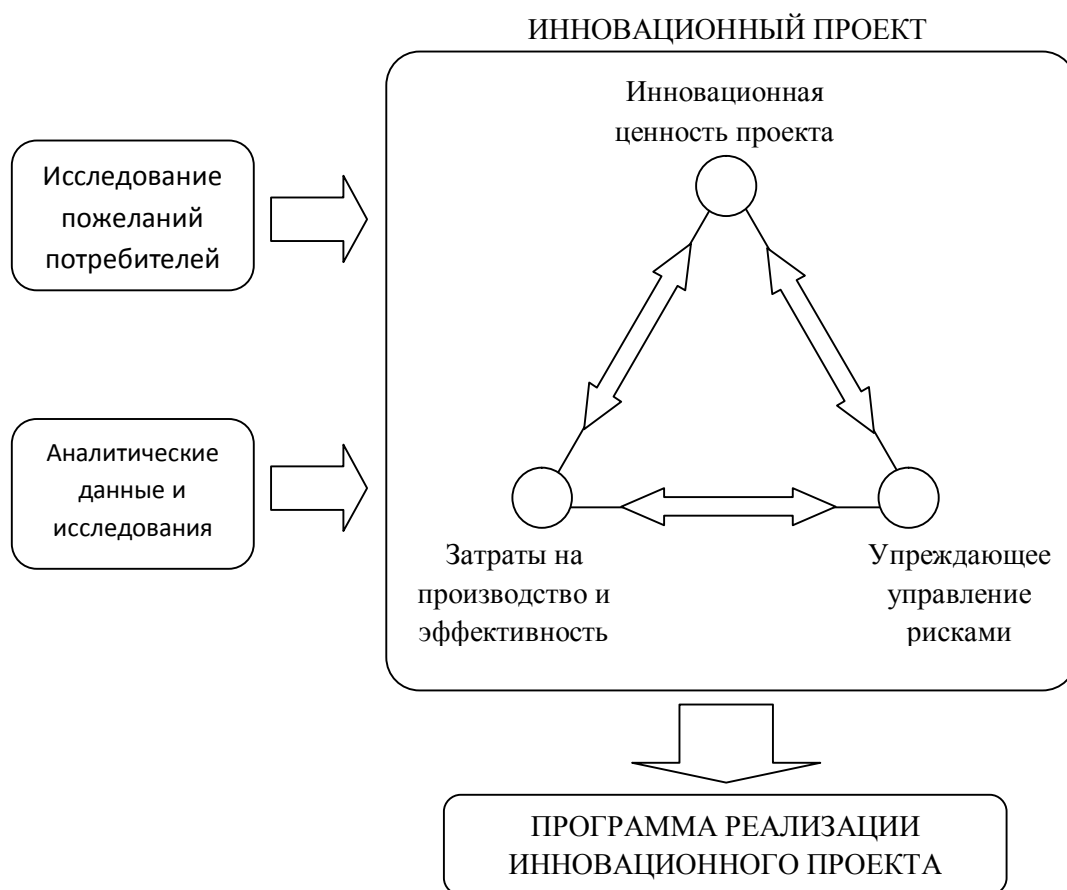 ИННОВАЦИОННЫЙ ПРОЕКТ
Инновационная
ценность проекта
Исследование
пожеланий
потребителей
Аналитические
данные и
исследования
Затраты на
производство и
эффективность
Упреждающее
управление
рисками
ПРОГРАММА РЕАЛИЗАЦИИ
ИННОВАЦИОННОГО ПРОЕКТА